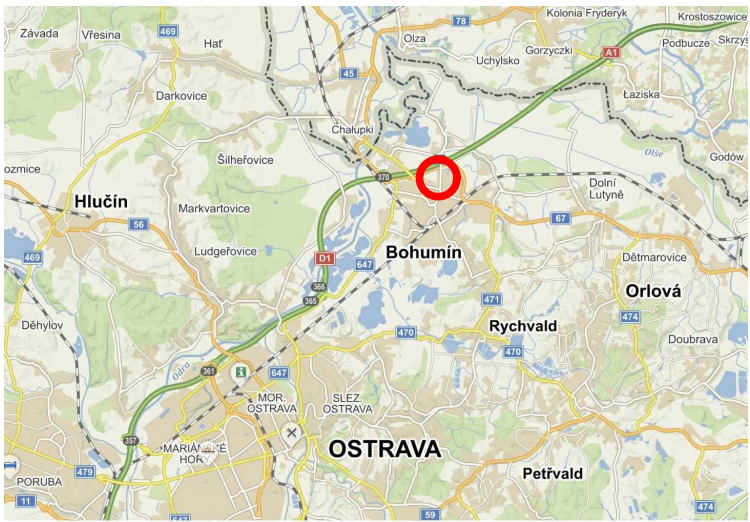 Závada
Vřesina
469
Hať
Olza
78
Kolonia Fryderyk
Krostoszowice
Uchylsko
Gorzyczki
A1
Podbucze
45
Darkovice
Łaziska
Chałupki
Olše
Godów
Šilheřovice
370
Dolní
Lutyně
Hlučín
Markvartovice
56
67
Ludgeřovice
D1
647
Bohumín
Dětmarovice
469
366
365
471
Orlová
474
Děhylov
470
Rychvald
Doubrava
470
Odra
361
647
MOR.
OSTRAVA
SLEZ.
OSTRAVA
357
MARIÁNSKÉ
HORY
OSTRAVA
479
PORUBA
Petřvald
11
647
59
474